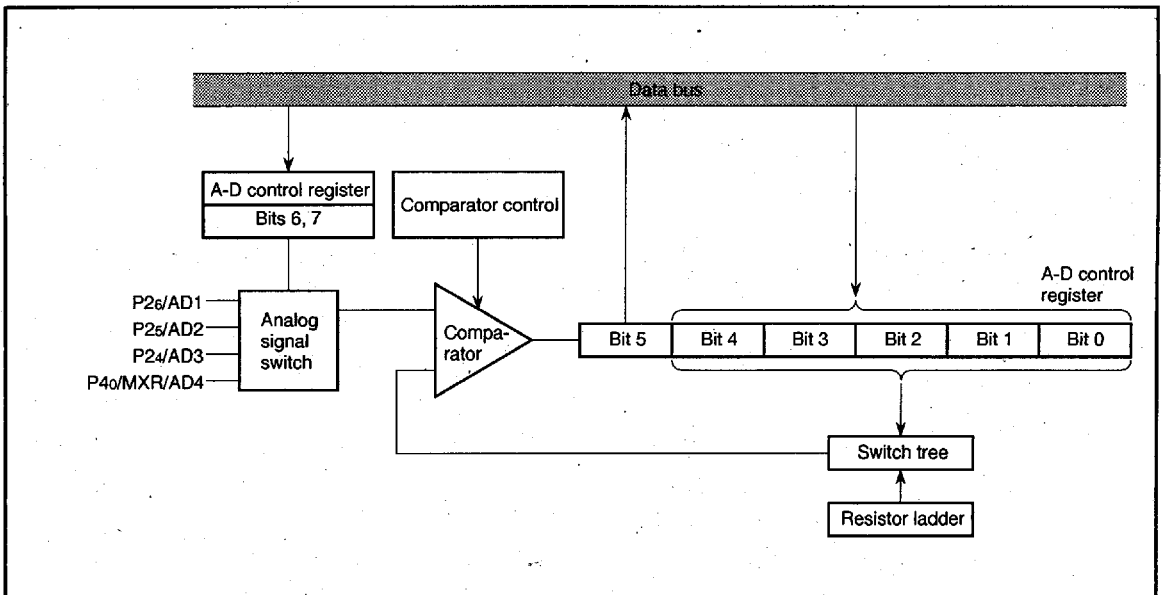 Data bus
A-D control register
Bits 6, 7
Comparator control
A-D control
register
P2₆/AD1
P2₅/AD2
P2₄/AD3
P4₀/MXR/AD4
Analog
signal
switch
Compa-
rator
Bit 5
Bit 4
Bit 3
Bit 2
Bit 1
Bit 0
Switch tree
Resistor ladder